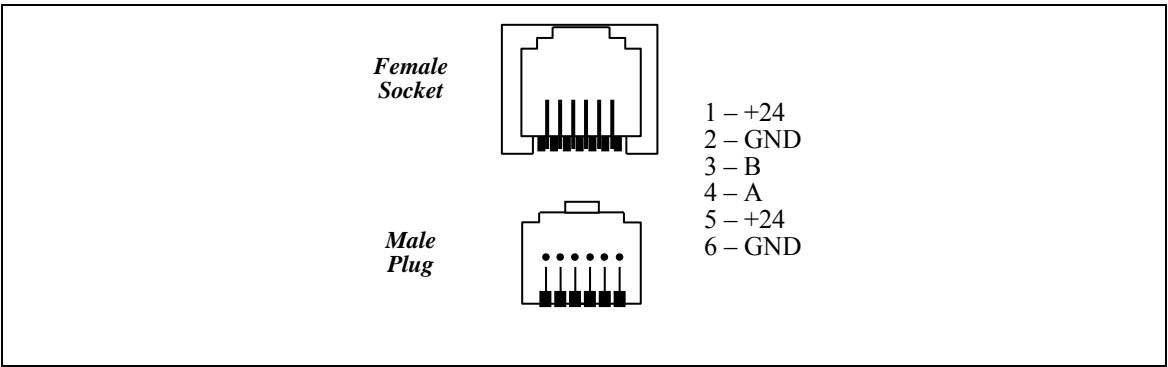 Female
Socket
1 – +24
2 – GND
3 – B
4 – A
5 – +24
6 – GND
Male
Plug